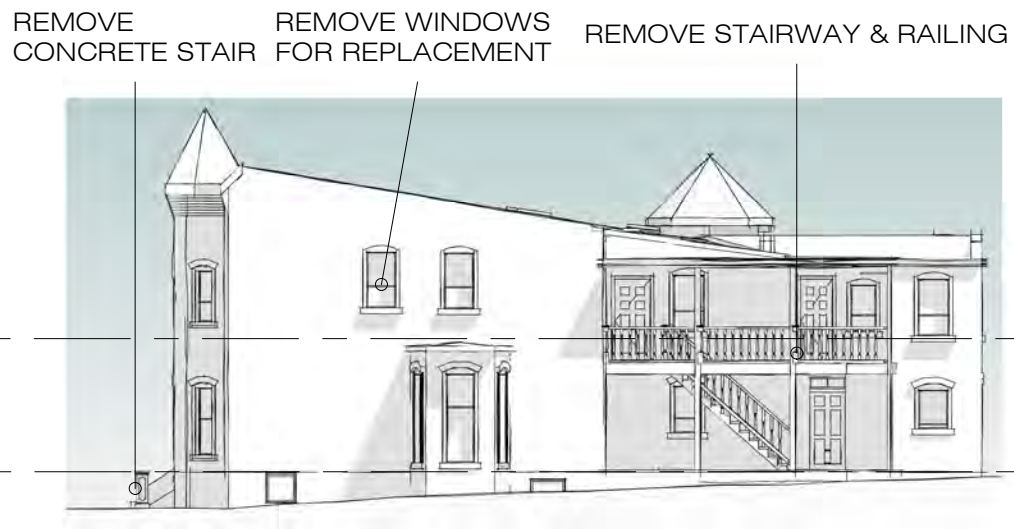 REMOVE
CONCRETE STAIR
REMOVE WINDOWS
FOR REPLACEMENT
REMOVE STAIRWAY & RAILING